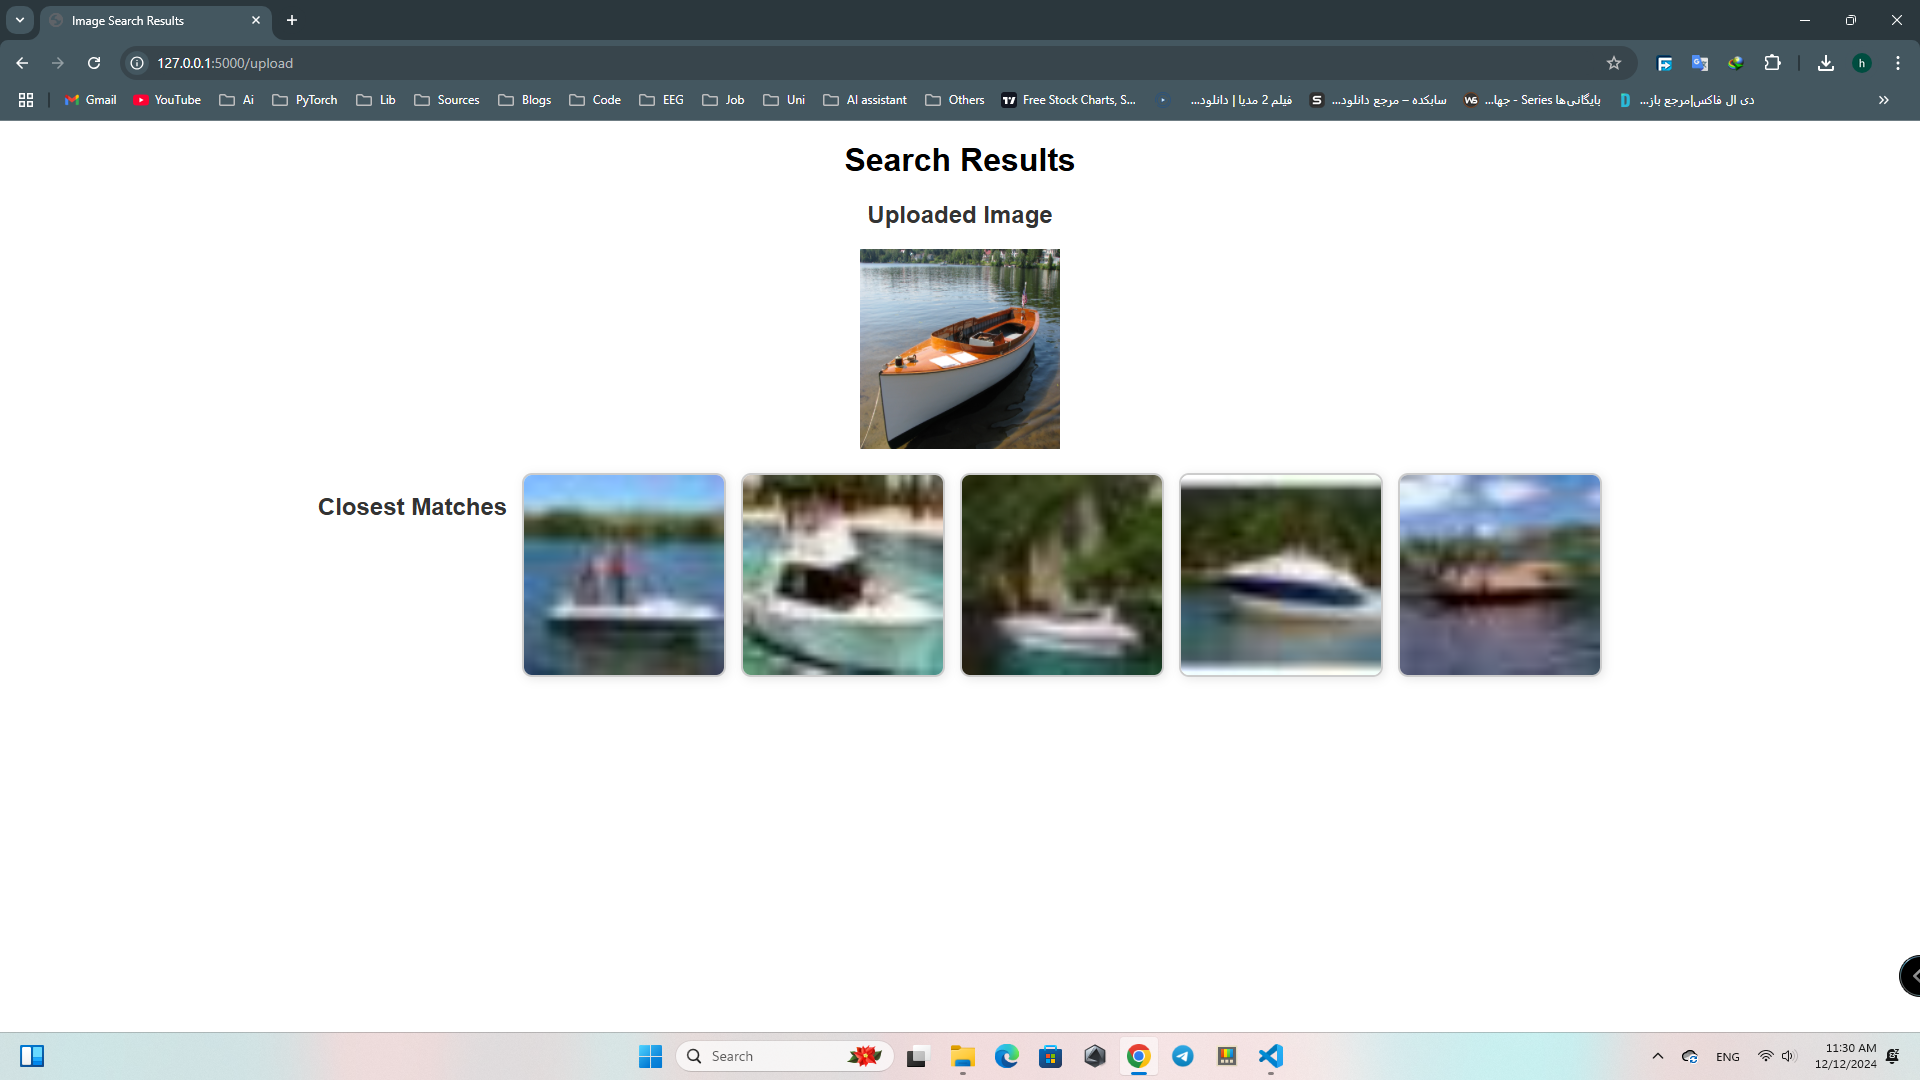 Image Search Results
127.0.0.1:5000/upload
h
Gmail
YouTube
Ai
PyTorch
Lib
Sources
Blogs
Code
EEG
Job
Uni
AI assistant
Others
Free Stock Charts, S...
فیلم 2 مدیا | دانلود...
سابکده – مرجع دانلود...
بایگانی‌ها Series - جها...
دی ال فاکس|مرجع باز...
Search Results
Uploaded Image
Closest Matches
Search
ENG
11:30 AM
12/12/2024